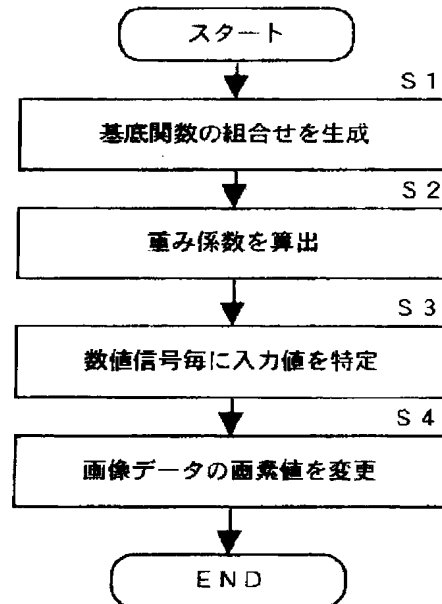 スタート
S1
基底関数の組合せを生成
S2
重み係数を算出
S3
数値信号毎に入力値を特定
S4
画像データの画素値を変更
END